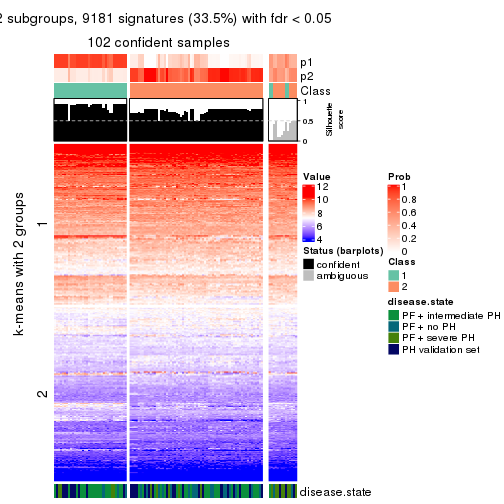 2 subgroups, 9181 signatures (33.5%) with fdr < 0.05
102 confident samples
p1
p2
Class
1
0.5
0
Silhouette
score
k-means with 2 groups
1
2
Value
12
10
8
6
4
Status (barplots)
confident
ambiguous
Prob
1
0.8
0.6
0.4
0.2
0
Class
1
2
disease.state
PF + intermediate PH
PF + no PH
PF + severe PH
PH validation set
disease.state